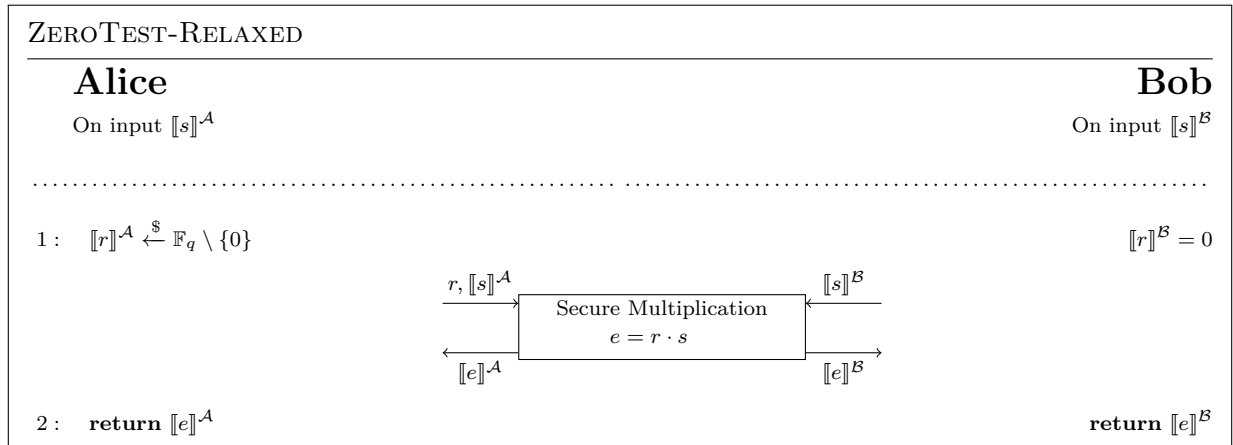 ZEROTEST-RELAXED
Alice Bob
On input ⟦s⟧^𝒜 On input ⟦s⟧^ℬ
1 : ⟦r⟧^𝒜 ←$ 𝔽_q \ {0} ⟦r⟧^ℬ = 0
r, ⟦s⟧^𝒜 ⟦s⟧^ℬ
Secure Multiplication
e = r · s
⟦e⟧^𝒜 ⟦e⟧^ℬ
2 : return ⟦e⟧^𝒜 return ⟦e⟧^ℬ